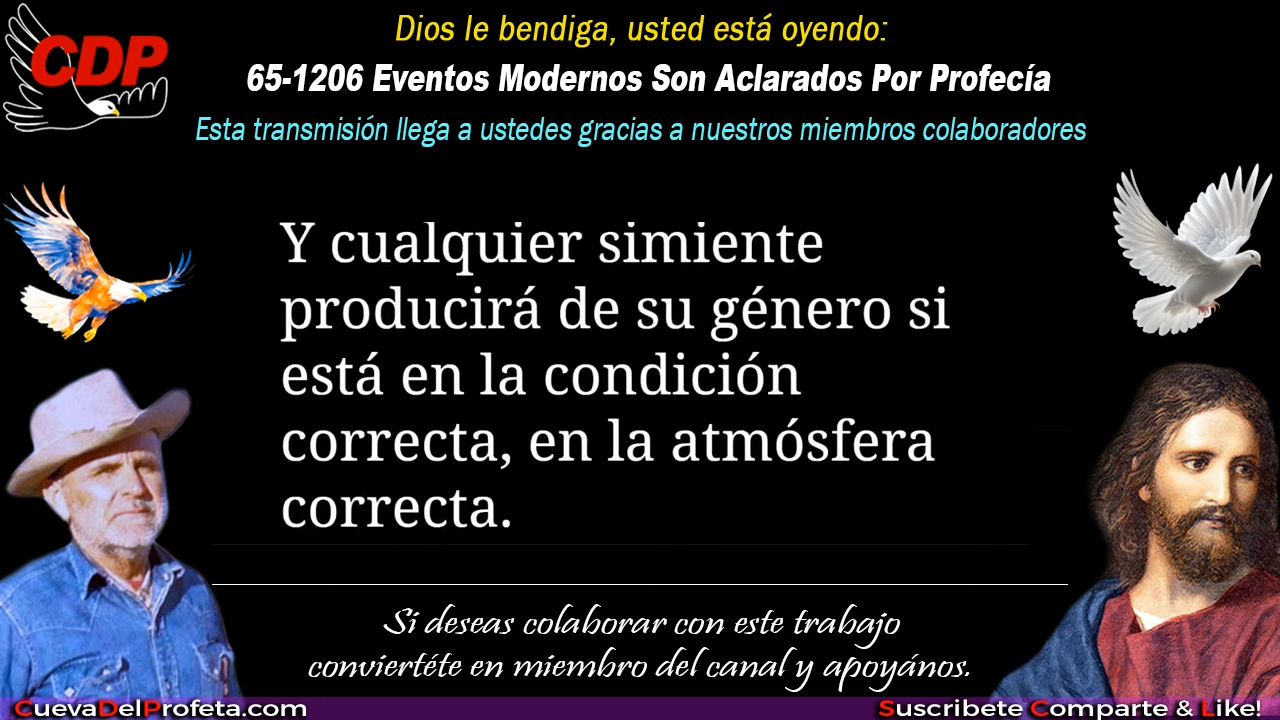 CDP
Dios le bendiga, usted está oyendo:
65-1206 Eventos Modernos Son Aclarados Por Profecía
Esta transmisión llega a ustedes gracias a nuestros miembros colaboradores
Y cualquier simiente
producirá de su género si
está en la condición
correcta, en la atmósfera
correcta.
Si deseas colaborar con este trabajo
conviertéte en miembro del canal y apoyános.
CuevaDelProfeta.com
Suscribete Comparte & Like!